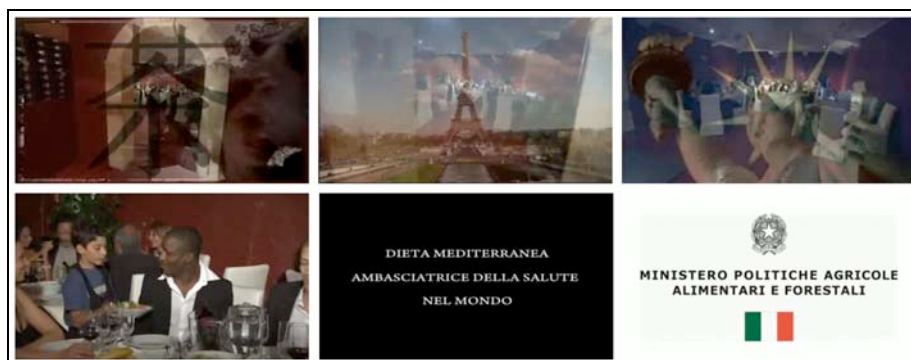 DIETA MEDITERRANEA
AMBASCIATRICE DELLA SALUTE
NEL MONDO
MINISTERO POLITICHE AGRICOLE
ALIMENTARI E FORESTALI